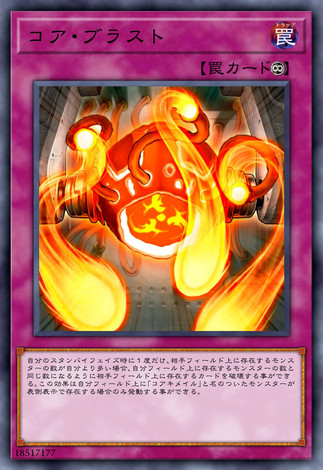 コア・ブラスト
トラップ
罠
【罠カード】
自分のスタンバイフェイズ時に1度だけ、相手フィールド上に存在するモンス
ターの数が自分より多い場合、自分フィールド上に存在するモンスターの数と
同じ数になるように相手フィールド上に存在するカードを破壊する事ができ
る。この効果は自分フィールド上に「コアキメイル」と名のついたモンスターが
表側表示で存在する場合のみ発動する事ができる。
18517177